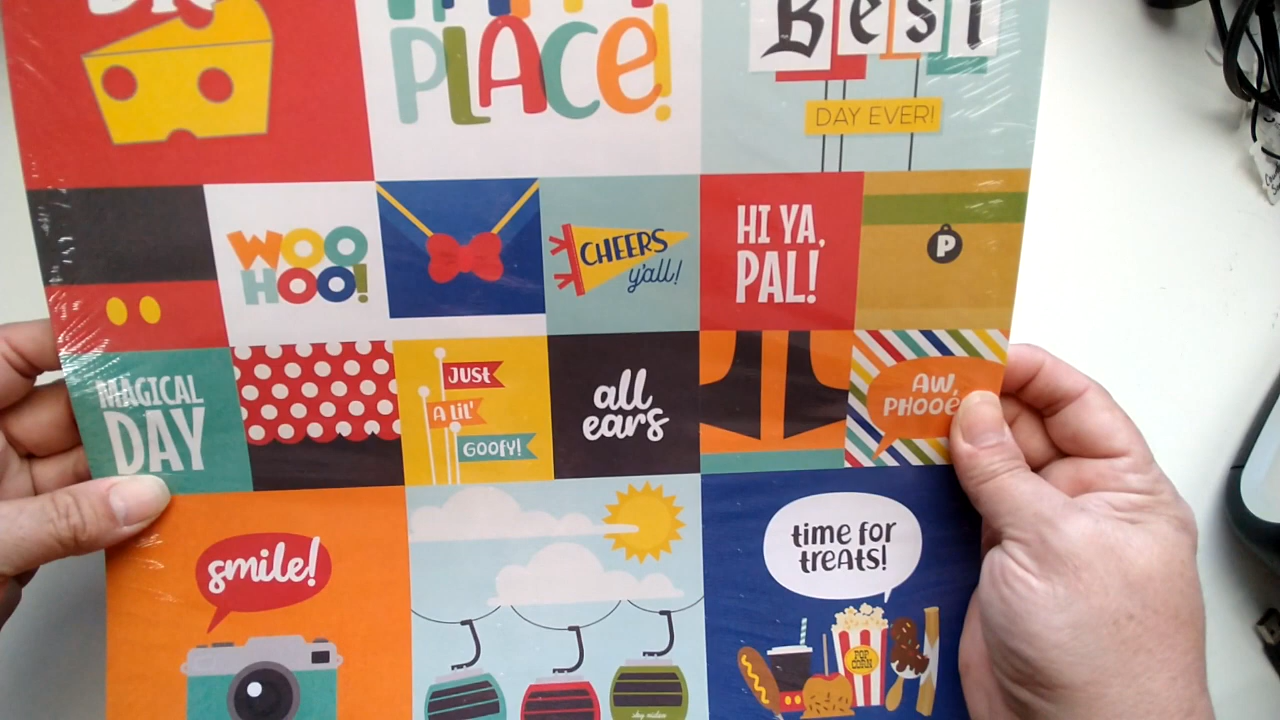 PLACE!
Best
DAY EVER!
WOO
HOO!
CHEERS
y'all!
HI YA,
PAL!
P
MAGICAL
DAY
JUST
A LIL'
GOOFY!
all
ears
AW,
smile!
time for
treats!
POP
CORN